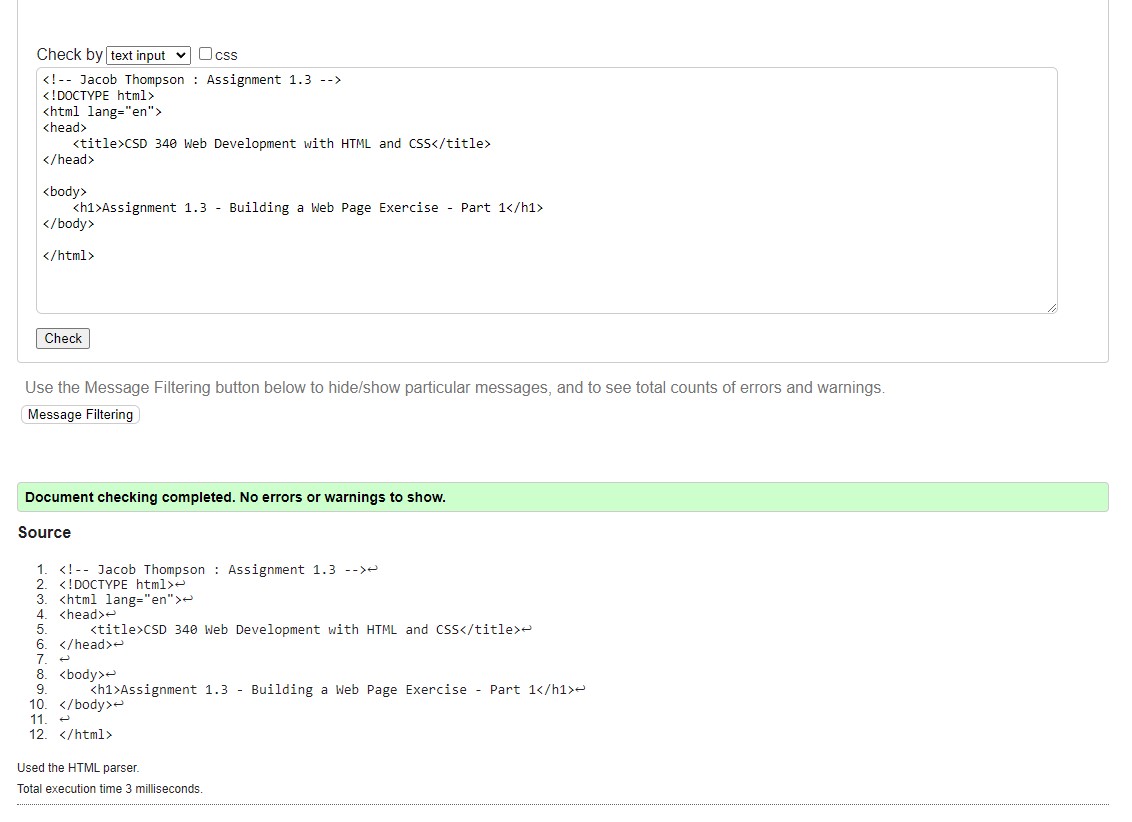 Check by text input css
<!-- Jacob Thompson : Assignment 1.3 -->
<!DOCTYPE html>
<html lang="en">
<head>
    <title>CSD 340 Web Development with HTML and CSS</title>
</head>

<body>
    <h1>Assignment 1.3 - Building a Web Page Exercise - Part 1</h1>
</body>

</html>
Check
Use the Message Filtering button below to hide/show particular messages, and to see total counts of errors and warnings.
Message Filtering
Document checking completed. No errors or warnings to show.
Source
1. <!-- Jacob Thompson : Assignment 1.3 -->↩
2. <!DOCTYPE html>↩
3. <html lang="en">↩
4. <head>↩
5.     <title>CSD 340 Web Development with HTML and CSS</title>↩
6. </head>↩
7. ↩
8. <body>↩
9.     <h1>Assignment 1.3 - Building a Web Page Exercise - Part 1</h1>↩
10. </body>↩
11. ↩
12. </html>
Used the HTML parser.
Total execution time 3 milliseconds.